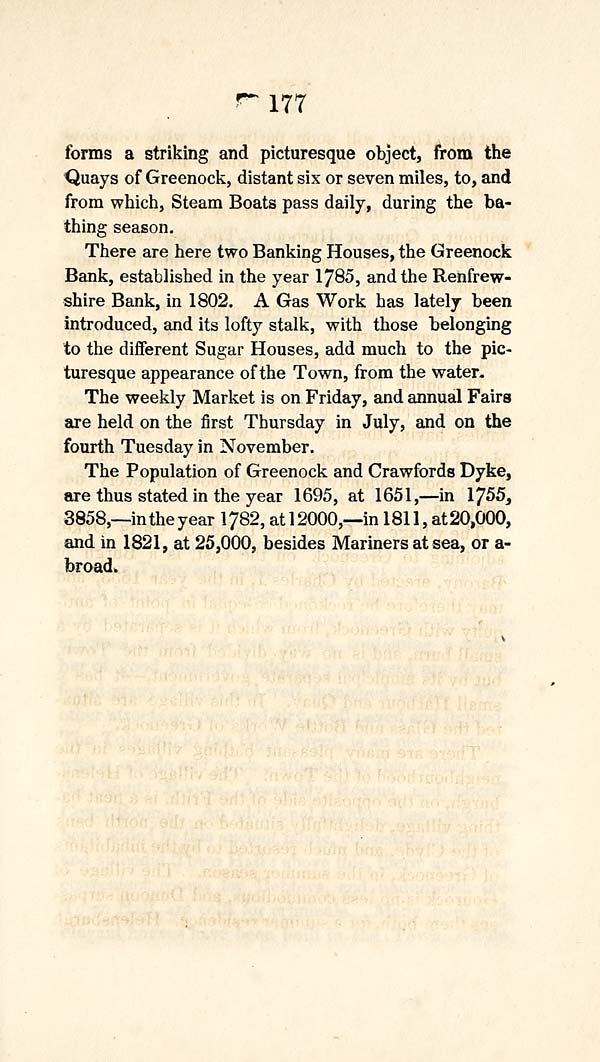 177
forms a striking and picturesque object, from the
Quays of Greenock, distant six or seven miles, to, and
from which, Steam Boats pass daily, during the ba-
thing season.
There are here two Banking Houses, the Greenock
Bank, established in the year 1785, and the Renfrew-
shire Bank, in 1802. A Gas Work has lately been
introduced, and its lofty stalk, with those belonging
to the different Sugar Houses, add much to the pic-
turesque appearance of the Town, from the water.
The weekly Market is on Friday, and annual Fairs
are held on the first Thursday in July, and on the
fourth Tuesday in November.
The Population of Greenock and Crawfords Dyke,
are thus stated in the year 1695, at 1651,—in 1755,
3858,—in the year 1782, at 12000,—in 1811, at 20,000,
and in 1821, at 25,000, besides Mariners at sea, or a-
broad.